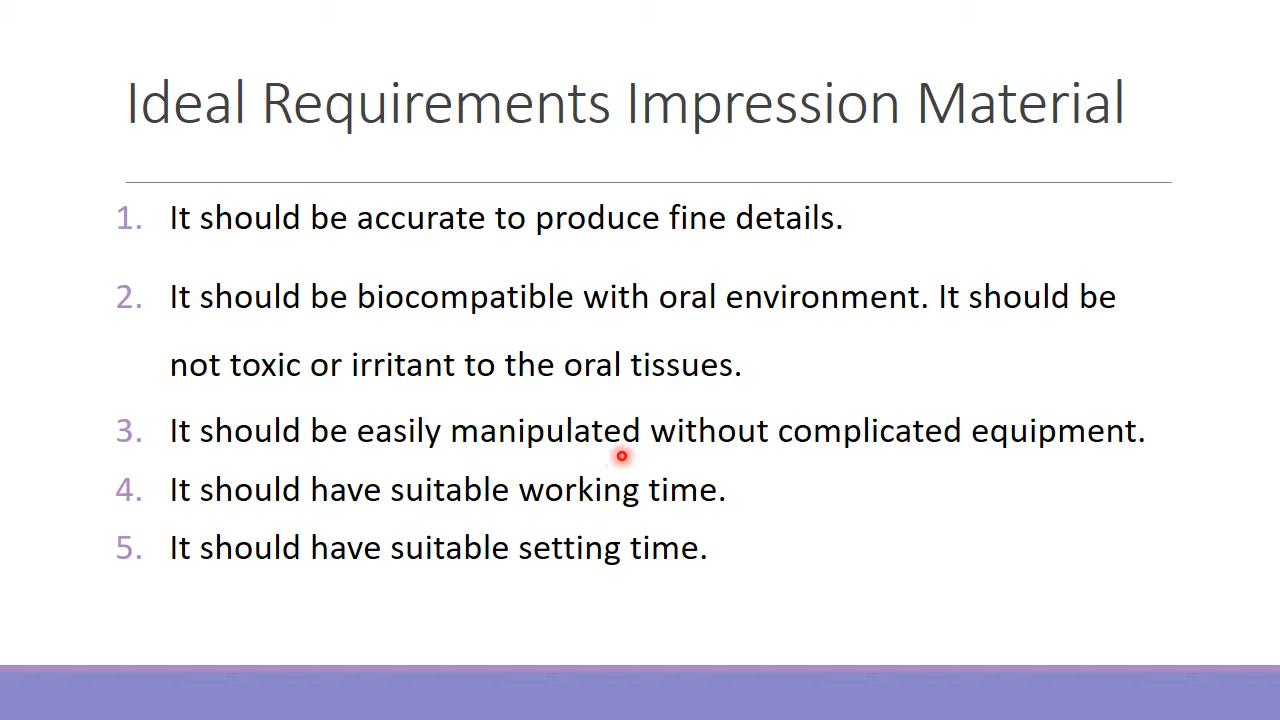 Ideal Requirements Impression Material
1. It should be accurate to produce fine details.
2. It should be biocompatible with oral environment. It should be
not toxic or irritant to the oral tissues.
3. It should be easily manipulated without complicated equipment.
4. It should have suitable working time.
5. It should have suitable setting time.